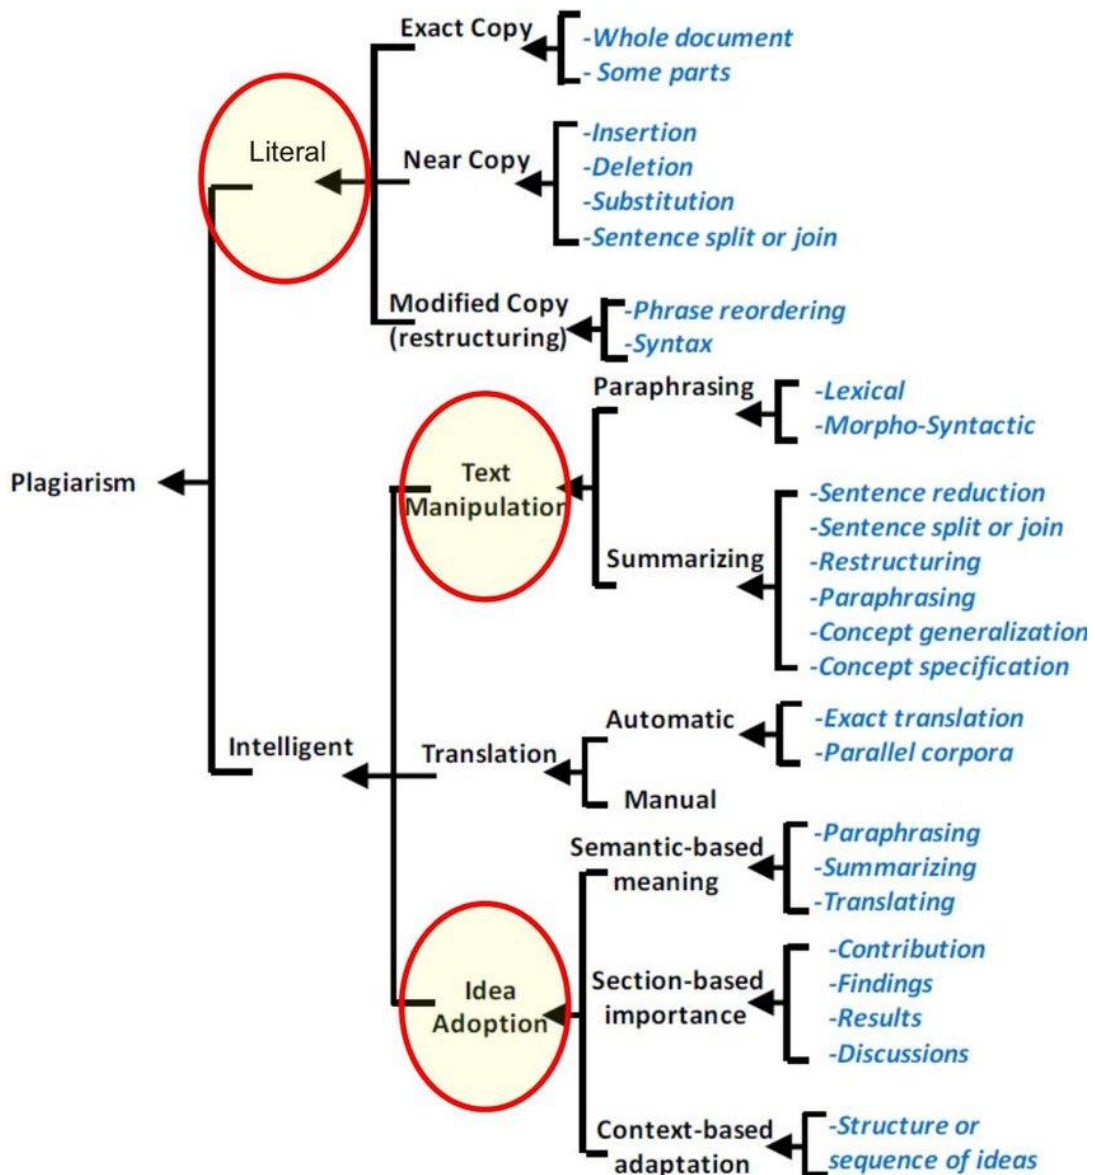 Exact Copy
-Whole document
- Some parts
Literal
Near Copy
-Insertion
-Deletion
-Substitution
-Sentence split or join
Modified Copy
(restructuring)
-Phrase reordering
-Syntax
Plagiarism
Text
Manipulation
Paraphrasing
-Lexical
-Morpho-Syntactic
Summarizing
-Sentence reduction
-Sentence split or join
-Restructuring
-Paraphrasing
-Concept generalization
-Concept specification
Intelligent
Translation
Automatic
-Exact translation
-Parallel corpora
Manual
Idea
Adoption
Semantic-based
meaning
-Paraphrasing
-Summarizing
-Translating
Section-based
importance
-Contribution
-Findings
-Results
-Discussions
Context-based
adaptation
-Structure or
sequence of ideas